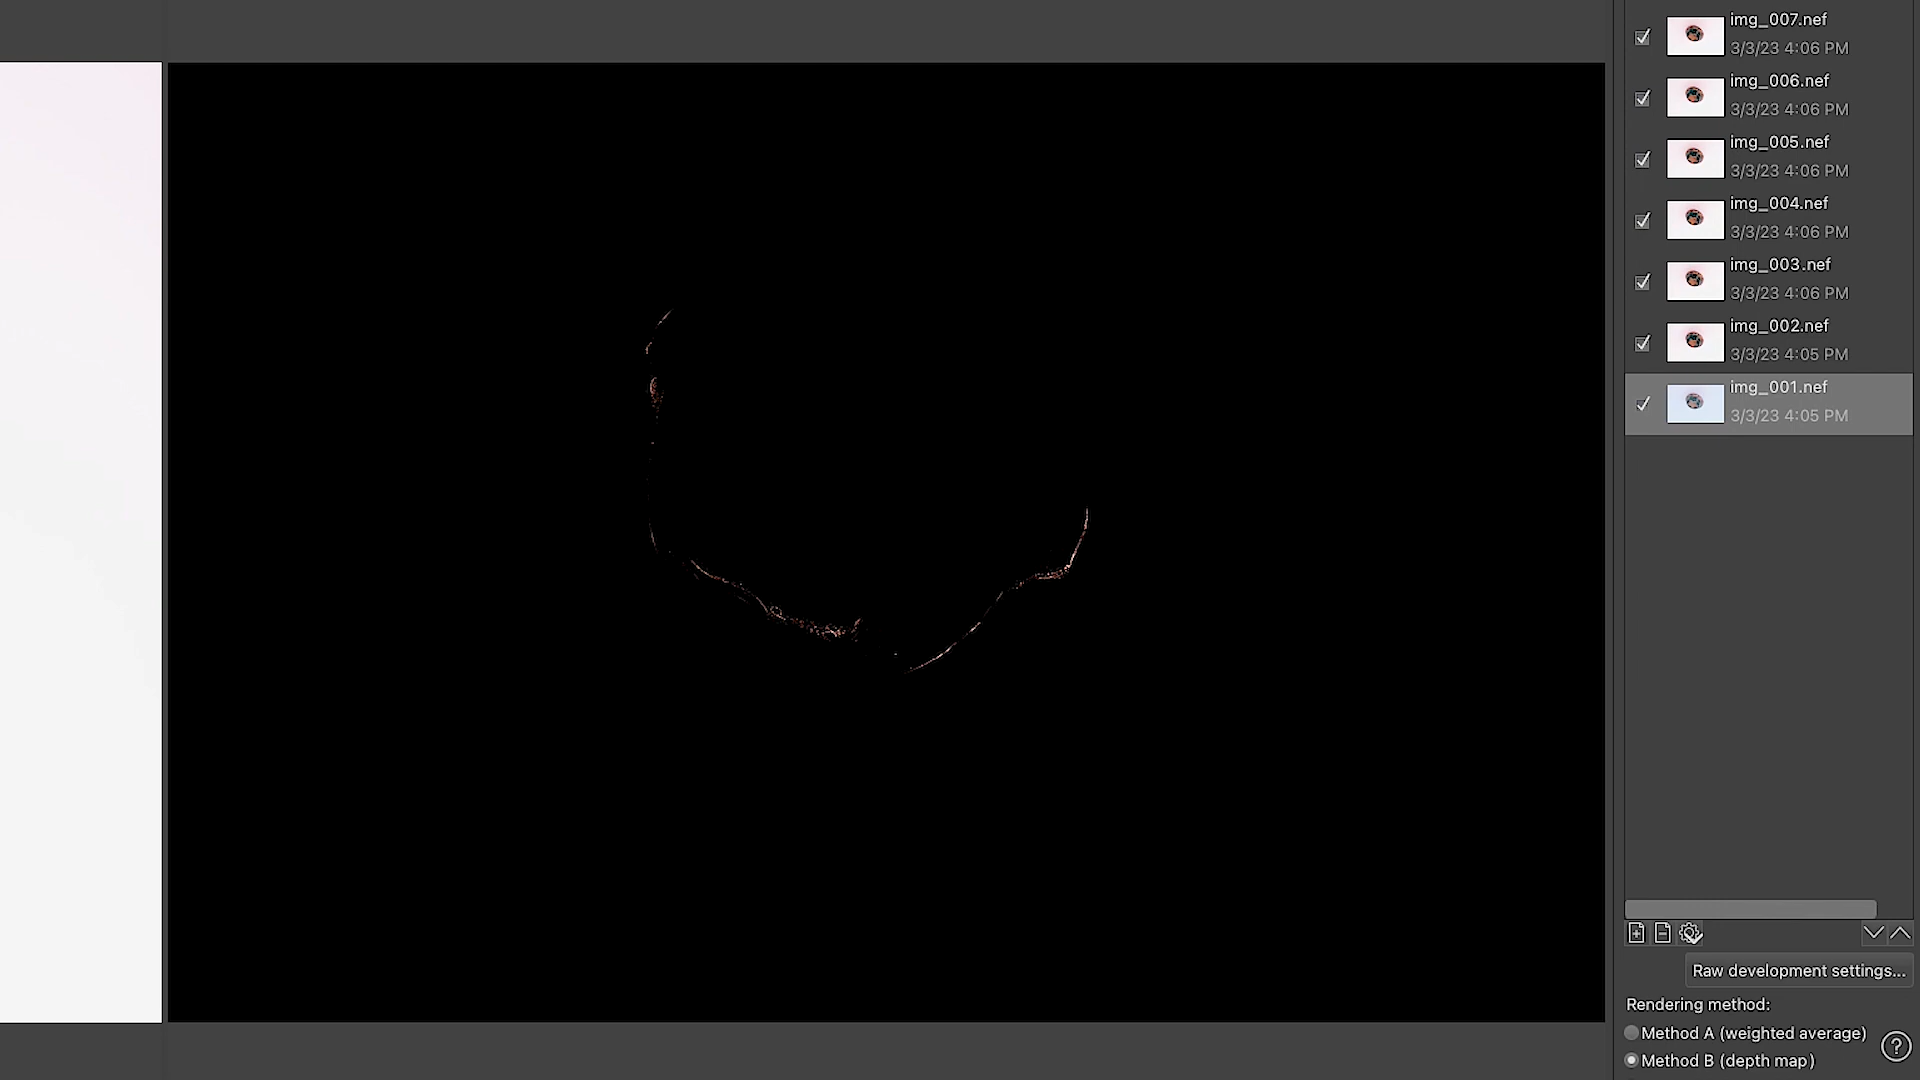 img_007.nef
3/3/23 4:06 PM
img_006.nef
3/3/23 4:06 PM
img_005.nef
3/3/23 4:06 PM
img_004.nef
3/3/23 4:06 PM
img_003.nef
3/3/23 4:06 PM
img_002.nef
3/3/23 4:05 PM
img_001.nef
3/3/23 4:05 PM
Raw development settings...
Rendering method:
Method A (weighted average)
?
Method B (depth map)